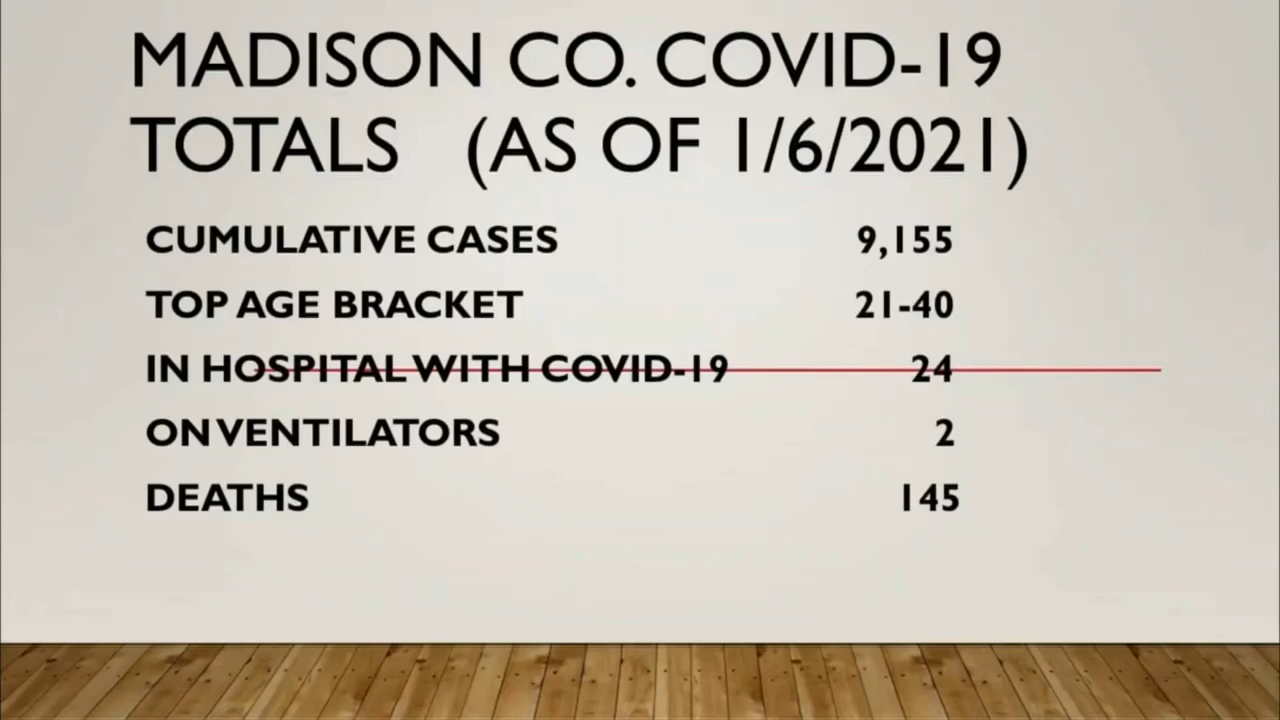 MADISON CO. COVID-19
TOTALS (AS OF 1/6/2021)
CUMULATIVE CASES 9,155
TOP AGE BRACKET 21-40
IN HOSPITAL WITH COVID-19 24
ON VENTILATORS 2
DEATHS 145